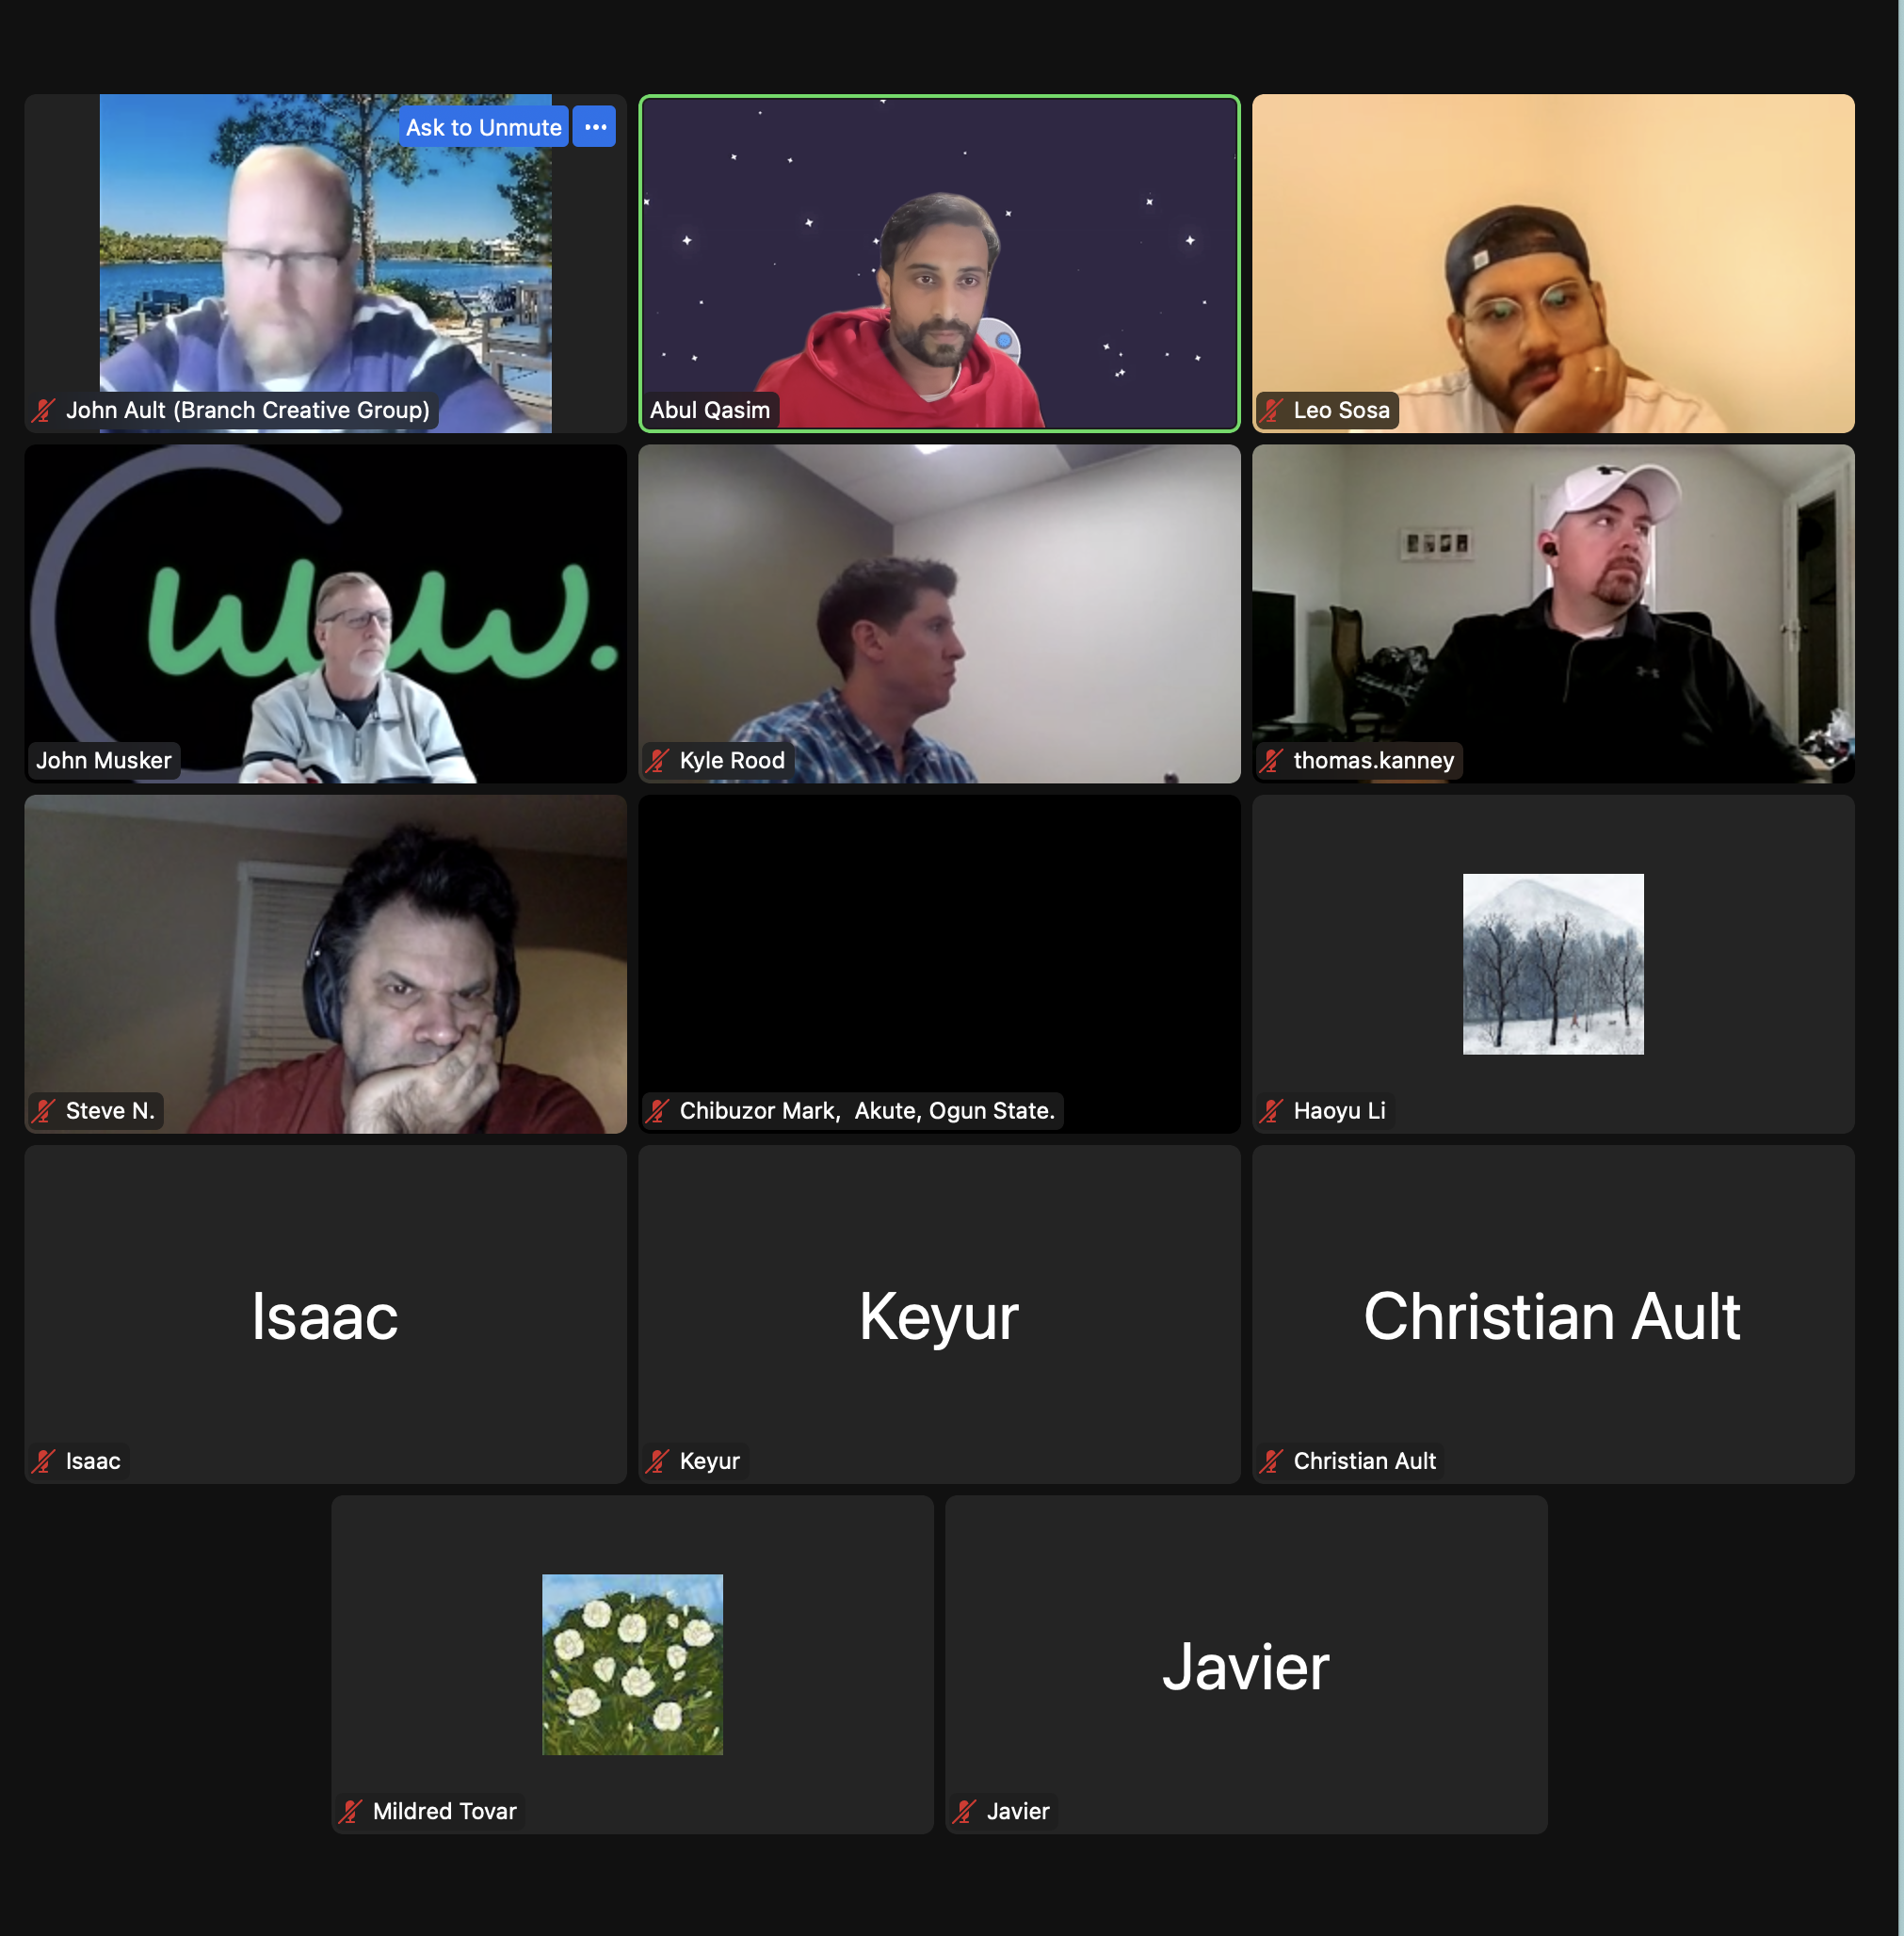 Ask to Unmute
John Ault (Branch Creative Group)
Abul Qasim
Leo Sosa
wow.
John Musker
Kyle Rood
thomas.kanney
Steve N.
Chibuzor Mark,  Akute, Ogun State.
Haoyu Li
Isaac
Keyur
Christian Ault
Isaac
Keyur
Christian Ault
Javier
Mildred Tovar
Javier